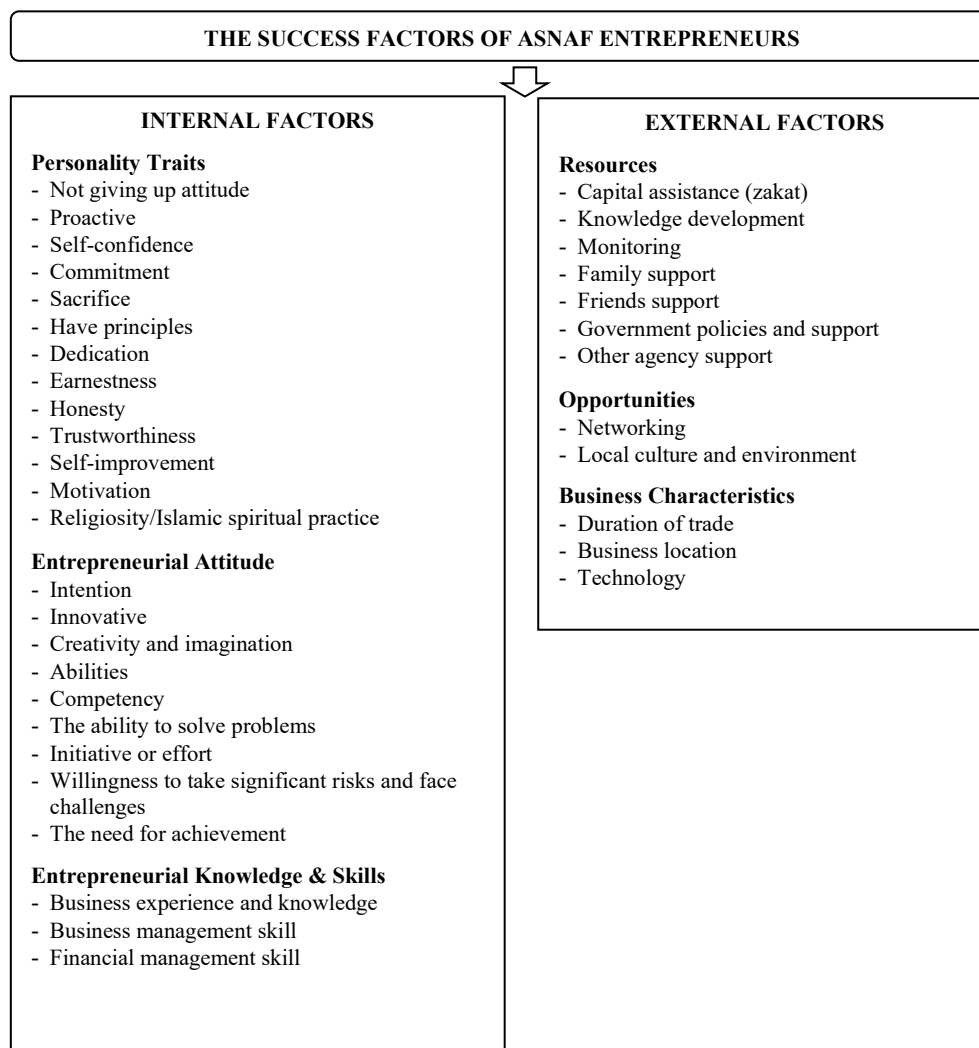 THE SUCCESS FACTORS OF ASNAF ENTREPRENEURS
INTERNAL FACTORS
Personality Traits
- Not giving up attitude
- Proactive
- Self-confidence
- Commitment
- Sacrifice
- Have principles
- Dedication
- Earnestness
- Honesty
- Trustworthiness
- Self-improvement
- Motivation
- Religiosity/Islamic spiritual practice
Entrepreneurial Attitude
- Intention
- Innovative
- Creativity and imagination
- Abilities
- Competency
- The ability to solve problems
- Initiative or effort
- Willingness to take significant risks and face
challenges
- The need for achievement
Entrepreneurial Knowledge & Skills
- Business experience and knowledge
- Business management skill
- Financial management skill
EXTERNAL FACTORS
Resources
- Capital assistance (zakat)
- Knowledge development
- Monitoring
- Family support
- Friends support
- Government policies and support
- Other agency support
Opportunities
- Networking
- Local culture and environment
Business Characteristics
- Duration of trade
- Business location
- Technology